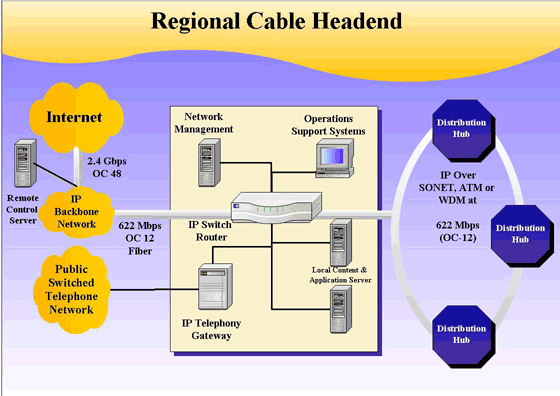 Regional Cable Headend
Internet
2.4 Gbps
OC 48
Remote
Control
Server
IP
Backbone
Network
622 Mbps
OC 12
Fiber
Public
Switched
Telephone
Network
Network
Management
Operations
Support Systems
IP Switch
Router
Local Content &
Application Server
IP Telephony
Gateway
Distribution
Hub
IP Over
SONET, ATM or
WDM at
622 Mbps
(OC-12)
Distribution
Hub
Distribution
Hub